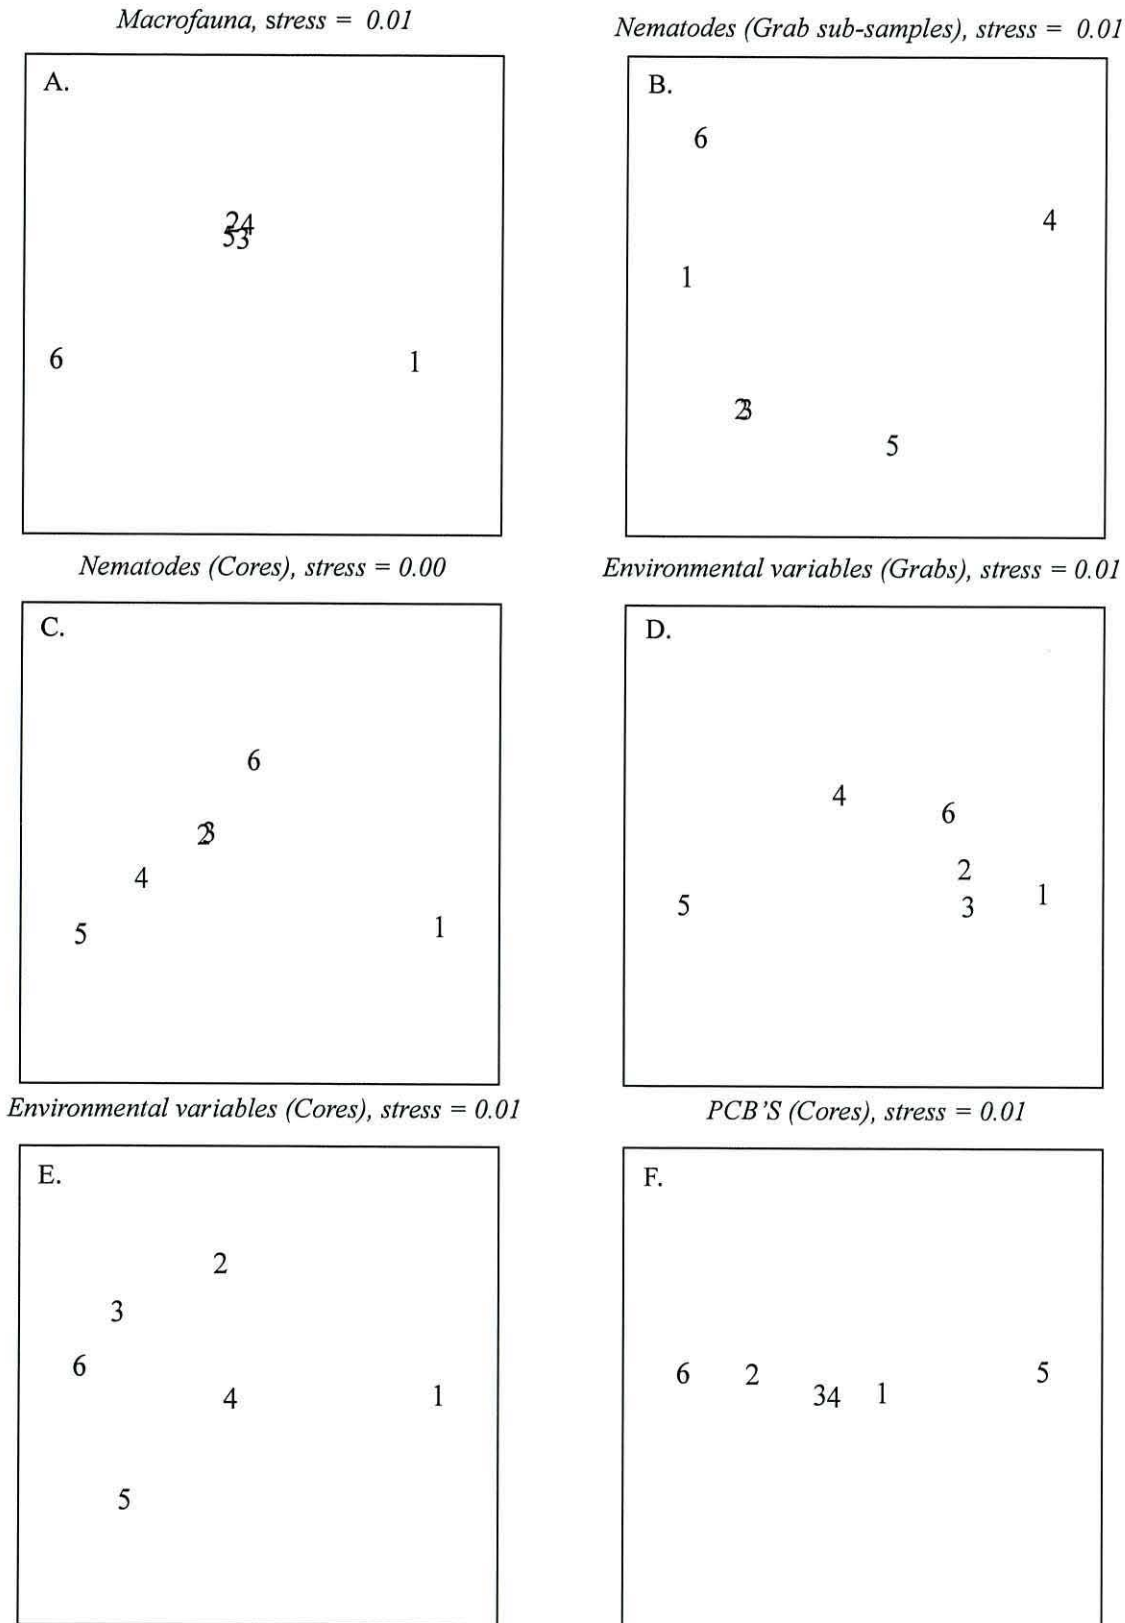 Macrofauna, stress = 0.01
A.
24
53
6
1
Nematodes (Grab sub-samples), stress = 0.01
B.
6
4
1
23
5
Nematodes (Cores), stress = 0.00
C.
6
23
4
5
1
Environmental variables (Grabs), stress = 0.01
D.
4
6
2
1
5
3
Environmental variables (Cores), stress = 0.01
E.
2
3
6
4
1
5
PCB'S (Cores), stress = 0.01
F.
6
2
34
1
5